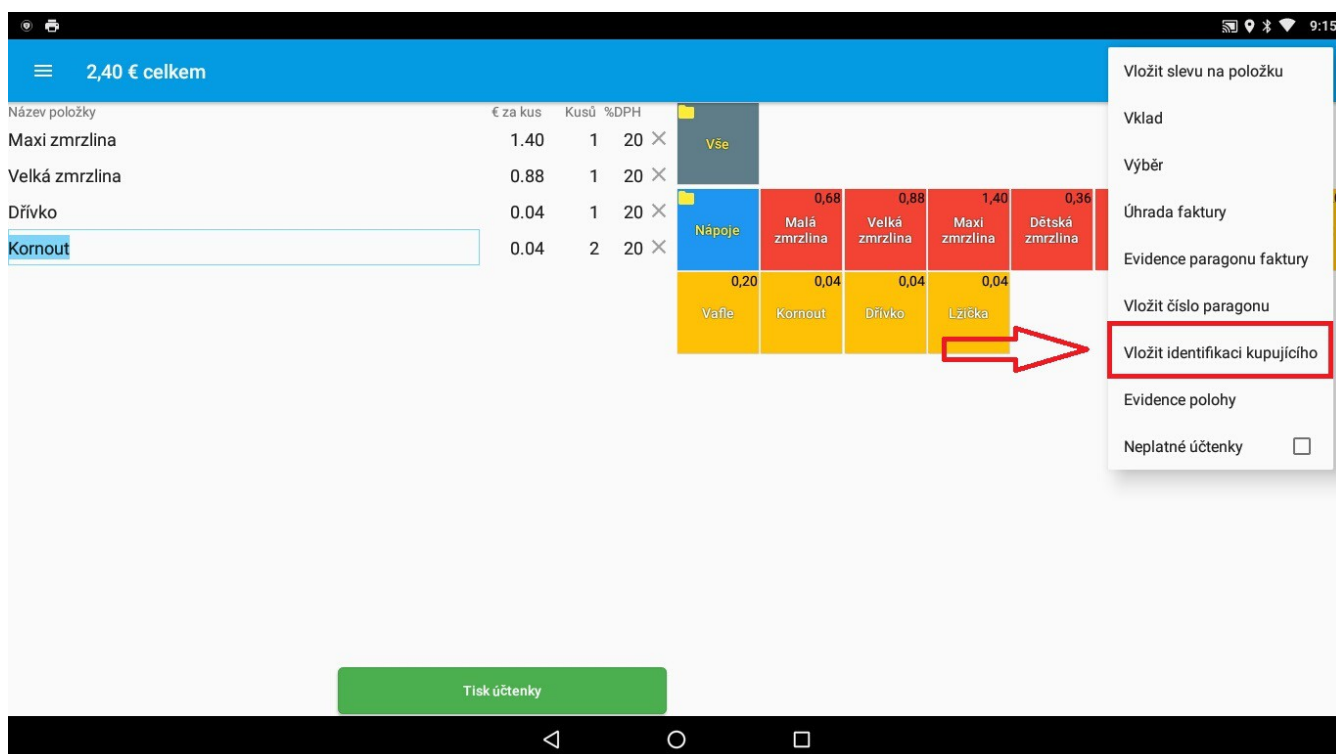 9:15
2,40 € celkem
Název položky € za kus Kusů %DPH
Maxi zmrzlina 1.40 1 20
Velká zmrzlina 0.88 1 20
Dřívko 0.04 1 20
Kornout 0.04 2 20
Vše
Nápoje
0,68
Malá
zmrzlina
0,88
Velká
zmrzlina
1,40
Maxi
zmrzlina
0,36
Dětská
zmrzlina
0,20
Vafle
0,04
Kornout
0,04
Dřívko
0,04
Lžička
Vložit slevu na položku
Vklad
Výběr
Úhrada faktury
Evidence paragonu faktury
Vložit číslo paragonu
Vložit identifikaci kupujícího
Evidence polohy
Neplatné účtenky
Tisk účtenky